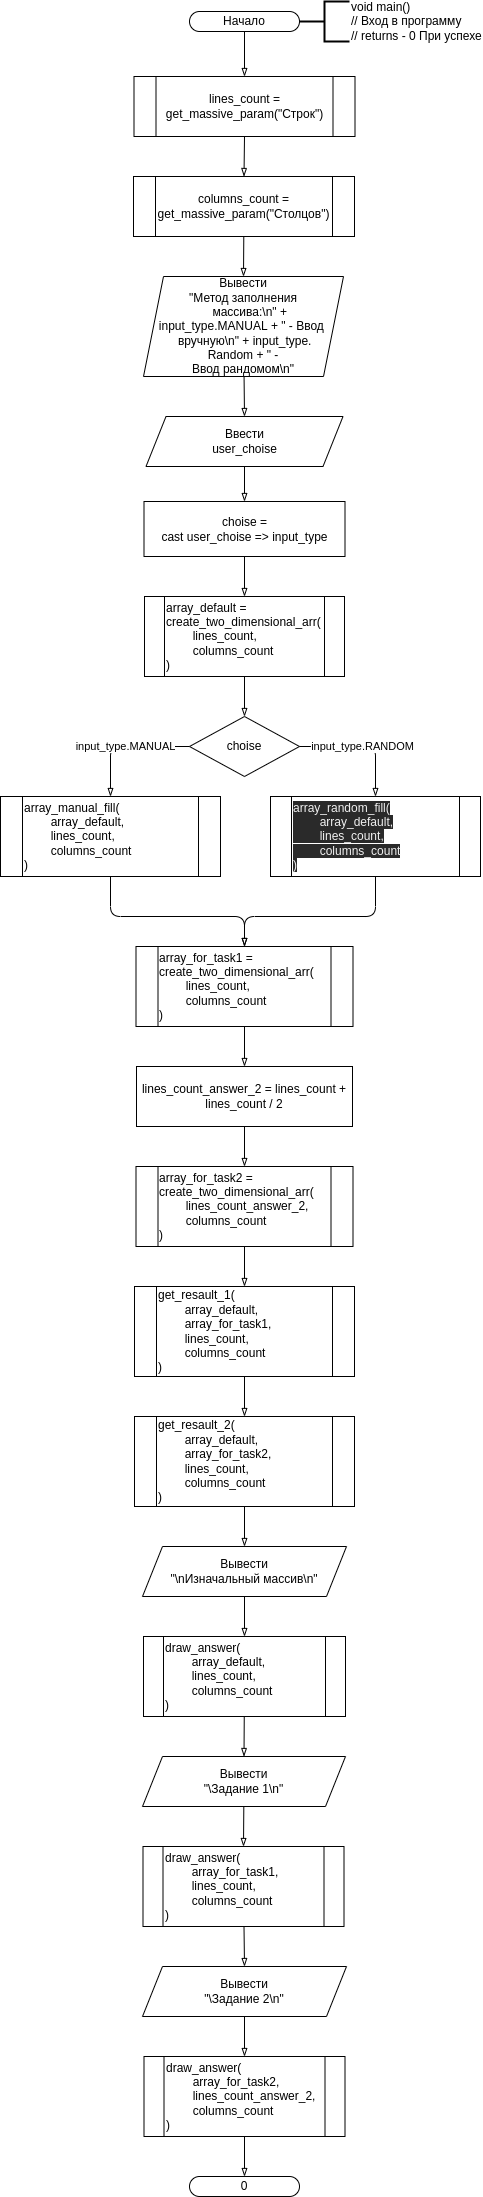 Начало
void main()
// Вход в программу
// returns - 0 При успехе
lines_count =
get_massive_param("Строк")
columns_count =
get_massive_param("Столцов")
Вывести
"Метод заполнения
массива:\n" +
input_type.MANUAL + " - Ввод
вручную\n" + input_type.
Random + " -
Ввод рандомом\n"
Ввести
user_choise
choise =
cast user_choise => input_type
array_default =
create_two_dimensional_arr(
lines_count,
columns_count
)
input_type.MANUAL
choise
input_type.RANDOM
array_manual_fill(
array_default,
lines_count,
columns_count
)
array_random_fill(
array_default,
lines_count,
columns_count
)
array_for_task1 =
create_two_dimensional_arr(
lines_count,
columns_count
)
lines_count_answer_2 = lines_count +
lines_count / 2
array_for_task2 =
create_two_dimensional_arr(
lines_count_answer_2,
columns_count
)
get_resault_1(
array_default,
array_for_task1,
lines_count,
columns_count
)
get_resault_2(
array_default,
array_for_task2,
lines_count,
columns_count
)
Вывести
"\nИзначальный массив\n"
draw_answer(
array_default,
lines_count,
columns_count
)
Вывести
"\Задание 1\n"
draw_answer(
array_for_task1,
lines_count,
columns_count
)
Вывести
"\Задание 2\n"
draw_answer(
array_for_task2,
lines_count_answer_2,
columns_count
)
0